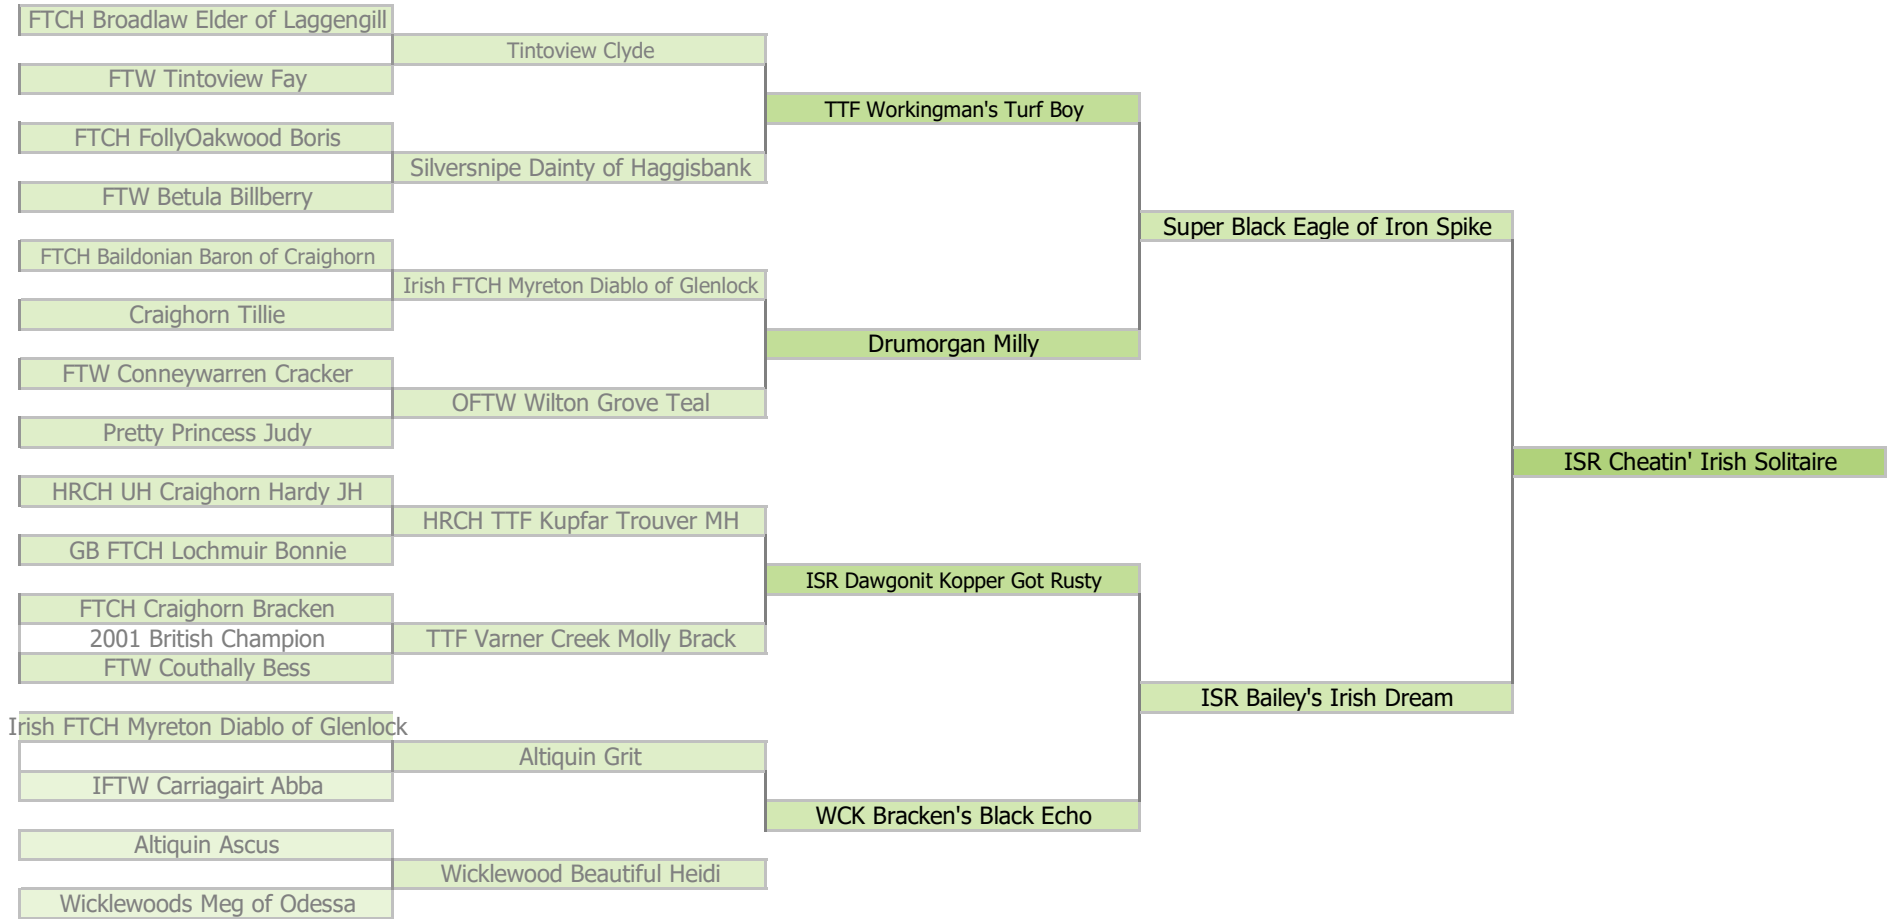 FTCH Broadlaw Elder of Laggengill
Tintoview Clyde
FTW Tintoview Fay
TTF Workingman's Turf Boy
FTCH FollyOakwood Boris
Silversnipe Dainty of Haggisbank
FTW Betula Billberry
Super Black Eagle of Iron Spike
FTCH Baildonian Baron of Craighorn
Irish FTCH Myreton Diablo of Glenlock
Craighorn Tillie
Drumorgan Milly
FTW Conneywarren Cracker
OFTW Wilton Grove Teal
Pretty Princess Judy
ISR Cheatin' Irish Solitaire
HRCH UH Craighorn Hardy JH
HRCH TTF Kupfar Trouver MH
GB FTCH Lochmuir Bonnie
ISR Dawgonit Kopper Got Rusty
FTCH Craighorn Bracken
2001 British Champion
TTF Varner Creek Molly Brack
FTW Couthally Bess
ISR Bailey's Irish Dream
Irish FTCH Myreton Diablo of Glenlock
Altiquin Grit
IFTW Carriagairt Abba
WCK Bracken's Black Echo
Altiquin Ascus
Wicklewood Beautiful Heidi
Wicklewoods Meg of Odessa